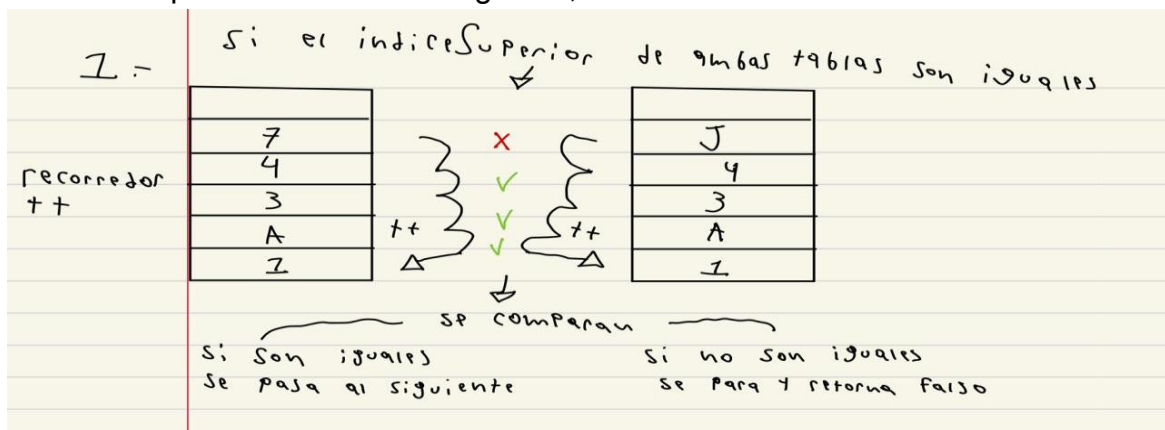 1.- Si el indiceSuperior de ambas tablas son iguales
7 x J
4 4
recorredor
++
3 3
A ++ ++ A
1 1
se comparan
si son iguales si no son iguales
se pasa al siguiente se para y retorna falso